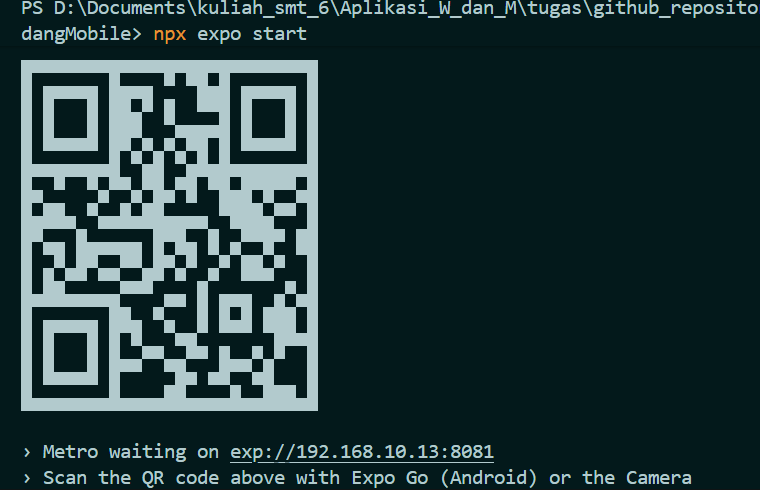 PS D:\Documents\kuliah_smt_6\Aplikasi_W_dan_M\tugas\github_reposito
dangMobile> npx expo start
› Metro waiting on exp://192.168.10.13:8081
› Scan the QR code above with Expo Go (Android) or the Camera